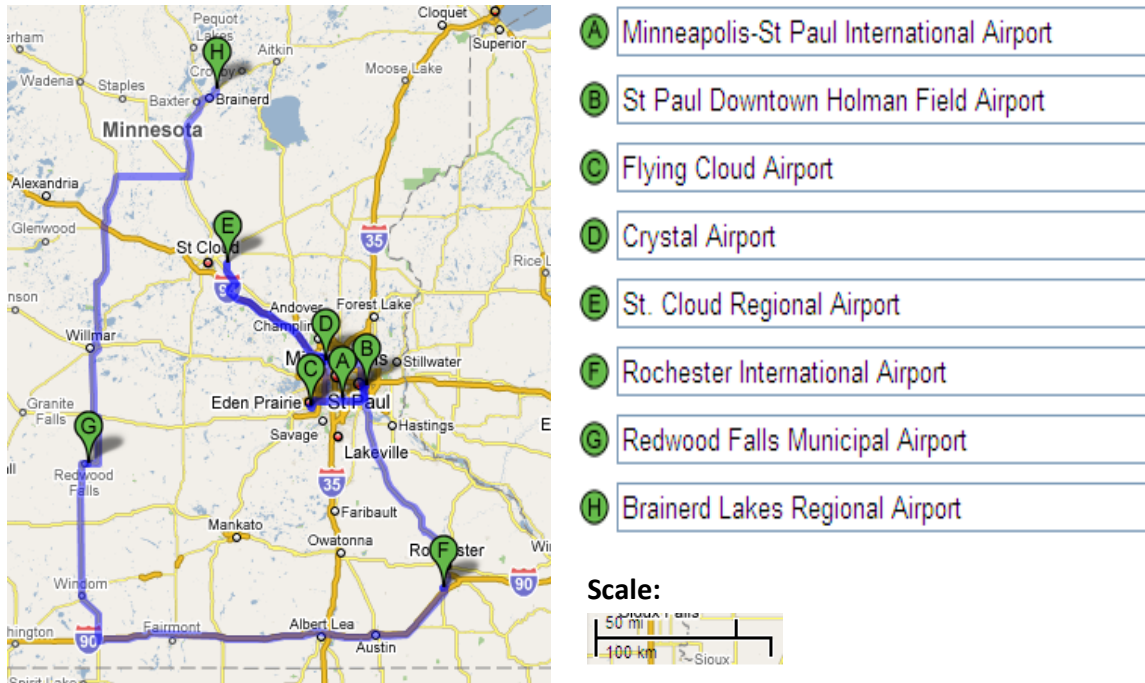 Pequot
Lakes
Cloquet
Superior
H
Aitkin
Wadena
Staples
Moose Lake
Baxter
Brainerd
Minnesota
Alexandria
Glenwood
E
St Cloud
35
Rice L
nson
Andover
Forest Lake
Champlin
D
Willmar
B
A
C
Stillwater
Eden Prairie
St Paul
Granite
Falls
G
Savage
Hastings
E
Lakeville
Redwood
Falls
35
Faribault
Mankato
Owatonna
F
Windom
90
Albert Lea
90
Fairmont
Austin
A Minneapolis-St Paul International Airport
B St Paul Downtown Holman Field Airport
C Flying Cloud Airport
D Crystal Airport
E St. Cloud Regional Airport
F Rochester International Airport
G Redwood Falls Municipal Airport
H Brainerd Lakes Regional Airport
Scale:
50 mi
100 km
Sioux